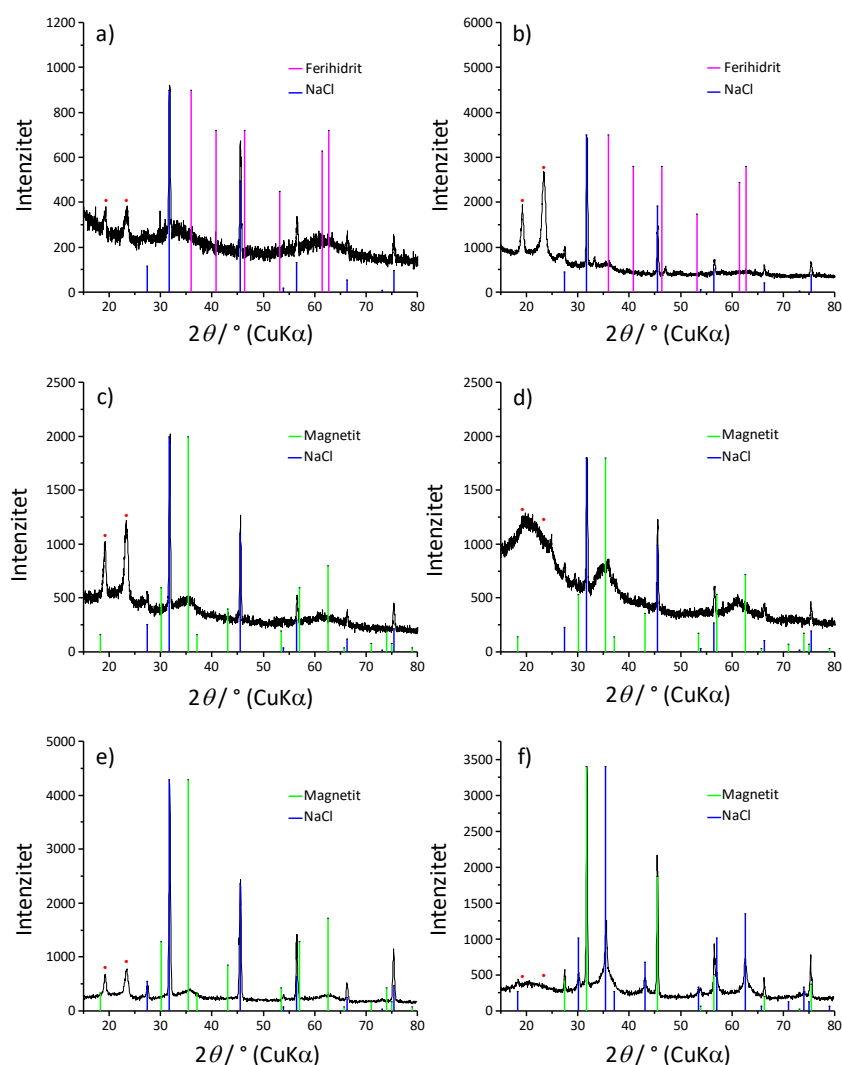 a)
Intenzitet
1200
1000
800
600
400
200
0
20 30 40 50 60 70 80
2θ/ ° (CuKα)
Ferihidrit
NaCl
b)
Intenzitet
6000
5000
4000
3000
2000
1000
0
20 30 40 50 60 70 80
2θ/ ° (CuKα)
Ferihidrit
NaCl
c)
Intenzitet
2500
2000
1500
1000
500
0
20 30 40 50 60 70 80
2θ/ ° (CuKα)
Magnetit
NaCl
d)
Intenzitet
2500
2000
1500
1000
500
0
20 30 40 50 60 70 80
2θ/ ° (CuKα)
Magnetit
NaCl
e)
Intenzitet
5000
4000
3000
2000
1000
0
20 30 40 50 60 70 80
2θ/ ° (CuKα)
Magnetit
NaCl
f)
Intenzitet
3500
3000
2500
2000
1500
1000
500
0
20 30 40 50 60 70 80
2θ/ ° (CuKα)
Magnetit
NaCl